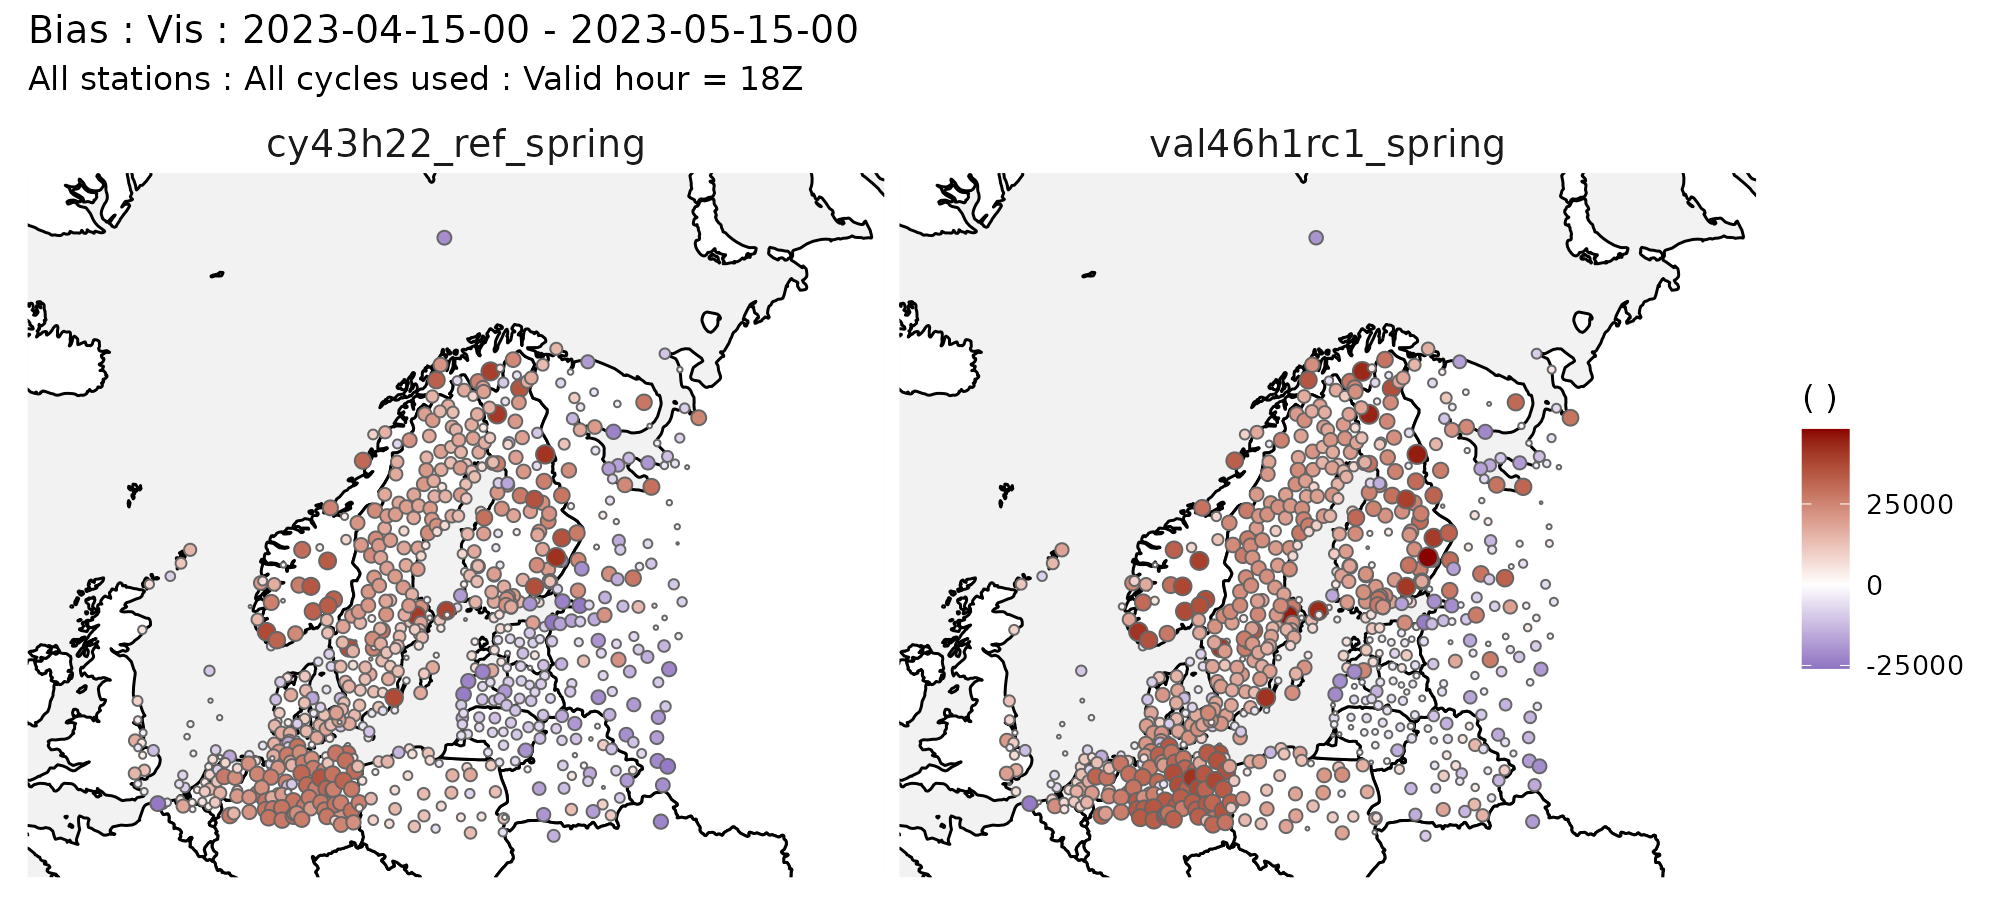 Bias : Vis : 2023-04-15-00 - 2023-05-15-00
All stations : All cycles used : Valid hour = 18Z
cy43h22_ref_spring
val46h1rc1_spring
( )
25000
0
-25000